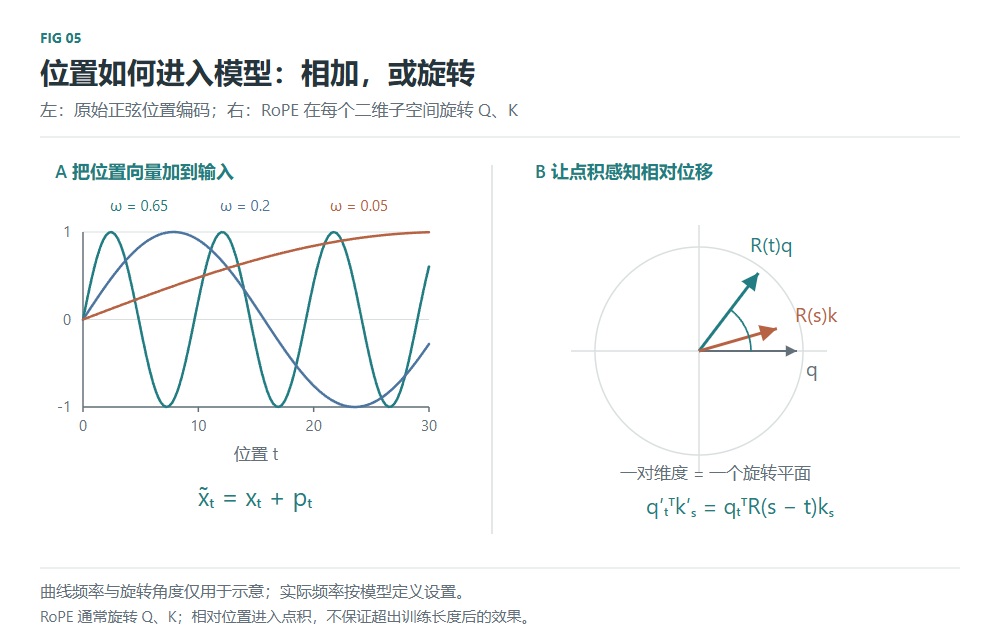 FIG 05
位置如何进入模型：相加，或旋转
左：原始正弦位置编码；右：RoPE 在每个二维子空间旋转 Q、K
A 把位置向量加到输入
ω = 0.65 ω = 0.2 ω = 0.05
1
0
-1
0 10 20 30
位置 t
x̃ₜ = xₜ + pₜ
B 让点积感知相对位移
R(t)q
R(s)k
q
一对维度 = 一个旋转平面
q′ₜᵀk′ₛ = qₜᵀR(s − t)kₛ
曲线频率与旋转角度仅用于示意；实际频率按模型定义设置。
RoPE 通常旋转 Q、K；相对位置进入点积，不保证超出训练长度后的效果。